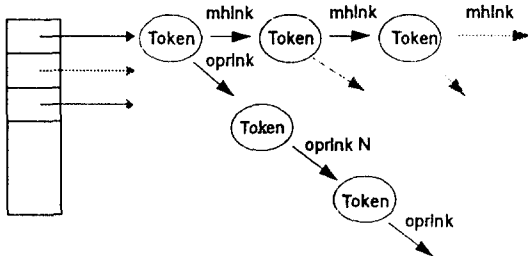 mhlnk mhlnk mhlnk
Token Token Token
oprlnk
Token
oprlnk N
Token
oprlnk